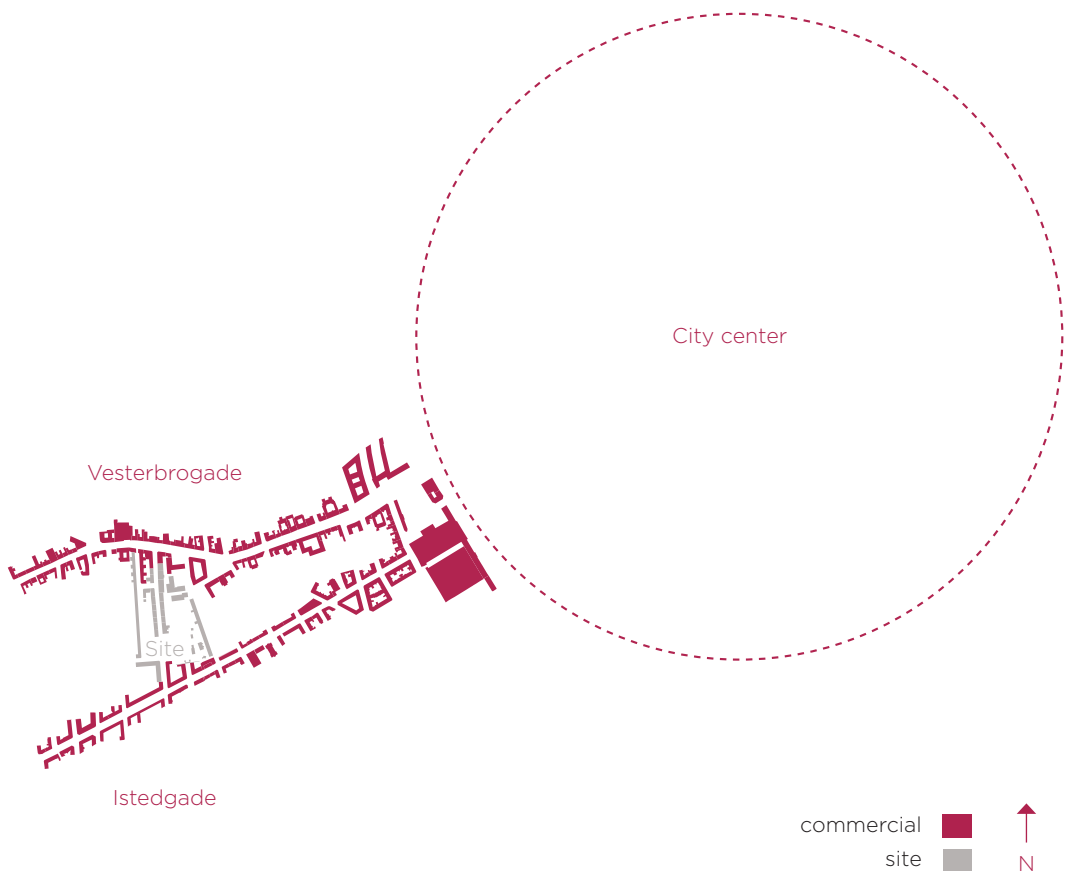 City center
Vesterbrogade
Site
Istedgade
commercial
site
N